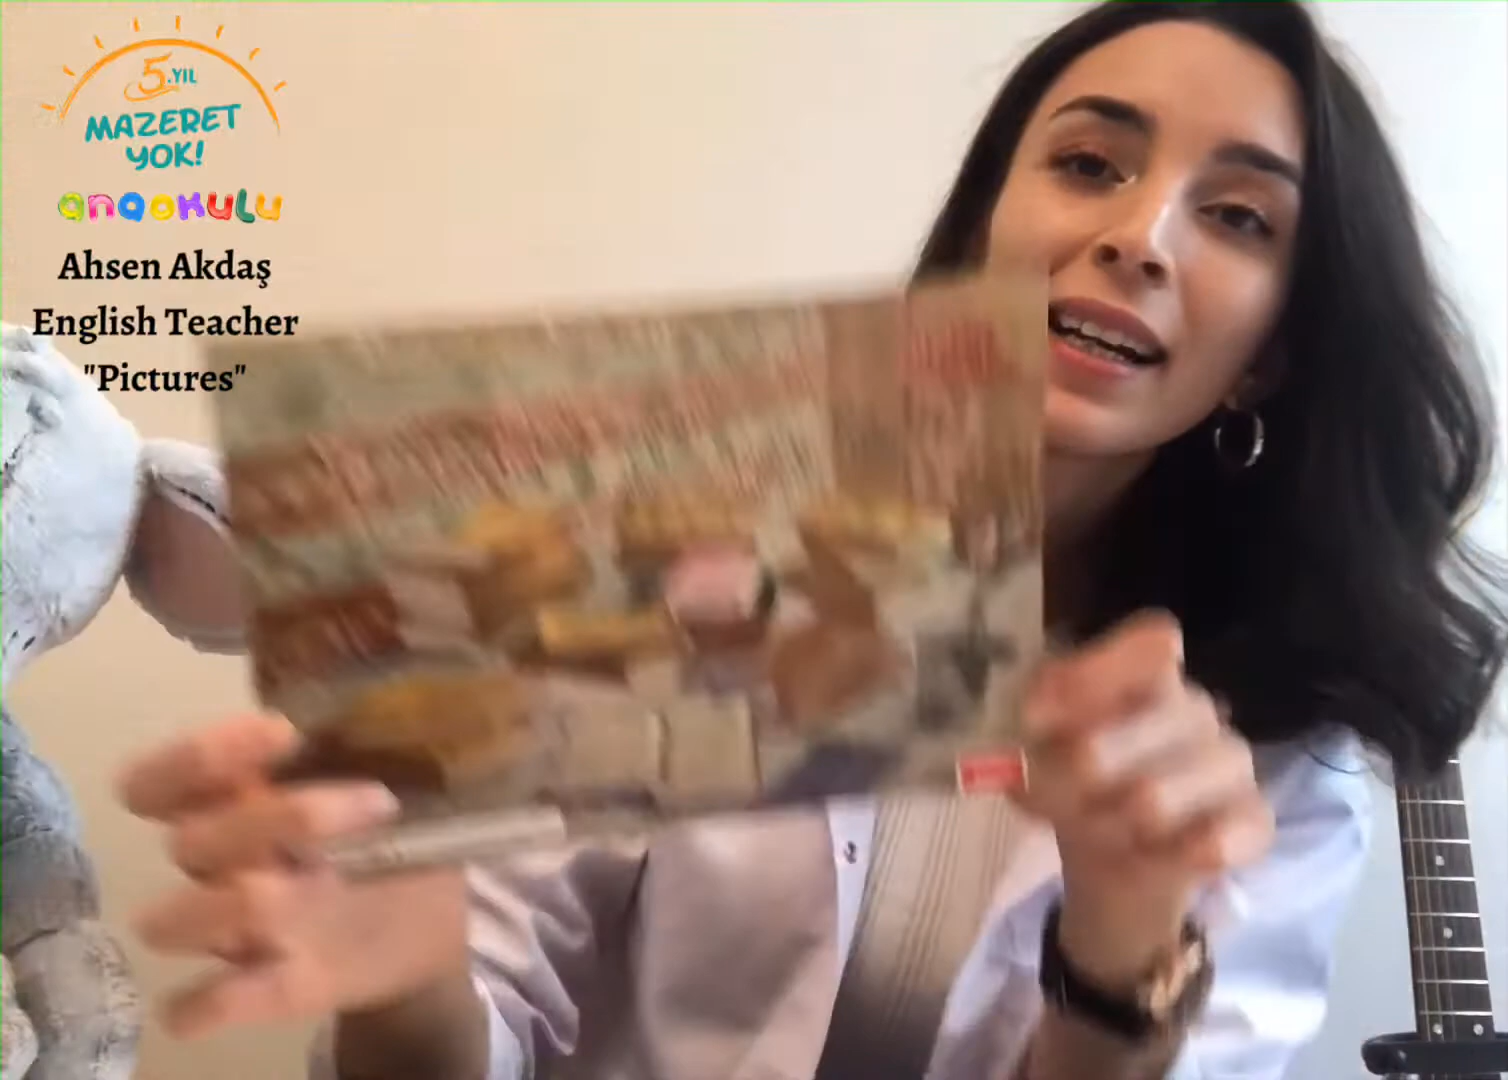 5.YIL
MAZERET
YOK!
anaokulu
Ahsen Akdaş
English Teacher
"Pictures"